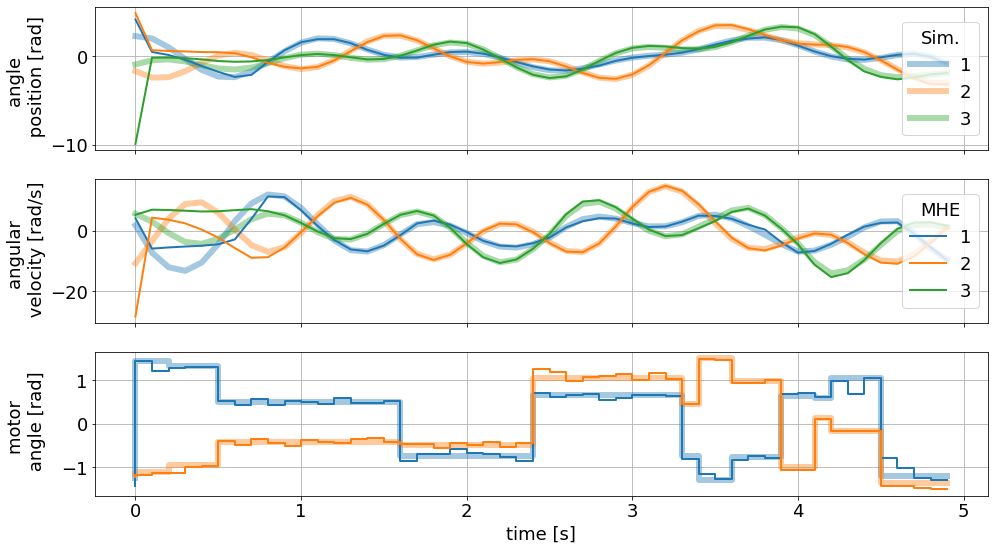 angle
position [rad]
0
−10
Sim.
1
2
3
angular
velocity [rad/s]
0
−20
MHE
1
2
3
motor
angle [rad]
1
0
−1
0
1
2
3
4
5
time [s]